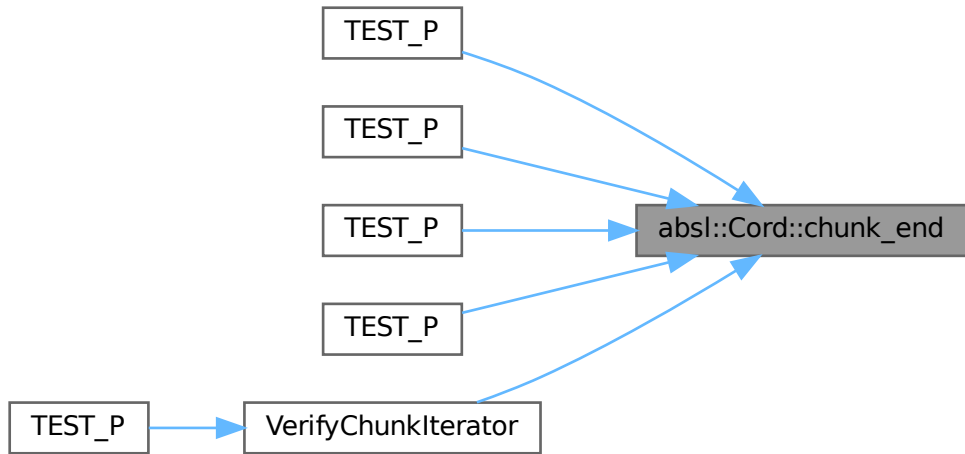 TEST_P
TEST_P
TEST_P
absl::Cord::chunk_end
TEST_P
TEST_P
VerifyChunkIterator